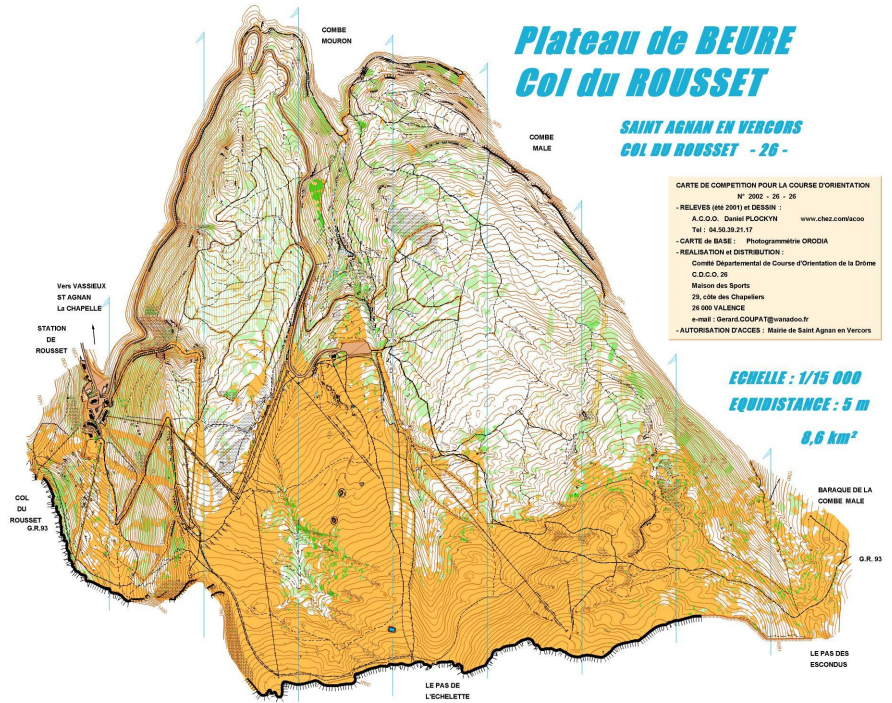 Plateau de BEURE
Col du ROUSSET
SAINT AGNAN EN VERCORS
COL DU ROUSSET - 26 -
COMBE
MOURON
COMBE
MALE
CARTE DE COMPETITION POUR LA COURSE D'ORIENTATION
N° 2002 - 26 - 26
- RELEVES (été 2001) et DESSIN :
A.C.O.O. Daniel PLOCKYN www.chez.com/acoo
Tel : 04.50.39.21.17
- CARTE de BASE : Photogrammétrie ORODIA
- REALISATION et DISTRIBUTION :
Comité Départemental de Course d'Orientation de la Drôme
C.D.C.O. 26
Maison des Sports
29, côte des Chapeliers
26 000 VALENCE
e-mail : Gerard.COUPAT@wanadoo.fr
- AUTORISATION D'ACCES : Mairie de Saint Agnan en Vercors
Vers VASSIEUX
ST AGNAN
La CHAPELLE
STATION
DE
ROUSSET
ECHELLE : 1/15 000
EQUIDISTANCE : 5 m
8,6 km²
COL
DU
ROUSSET
G.R.93
BARAQUE DE LA
COMBE MALE
G.R. 93
LE PAS DES
ESCONDUS
LE PAS DE
L'ECHELETTE